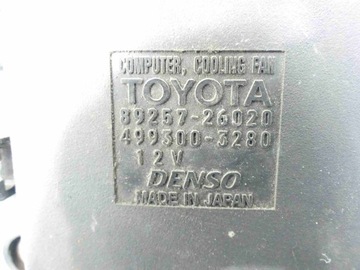 COMPUTER, COOLING FAN
TOYOTA
89257-26020
499300-3280
12V
DENSO
MADE IN JAPAN